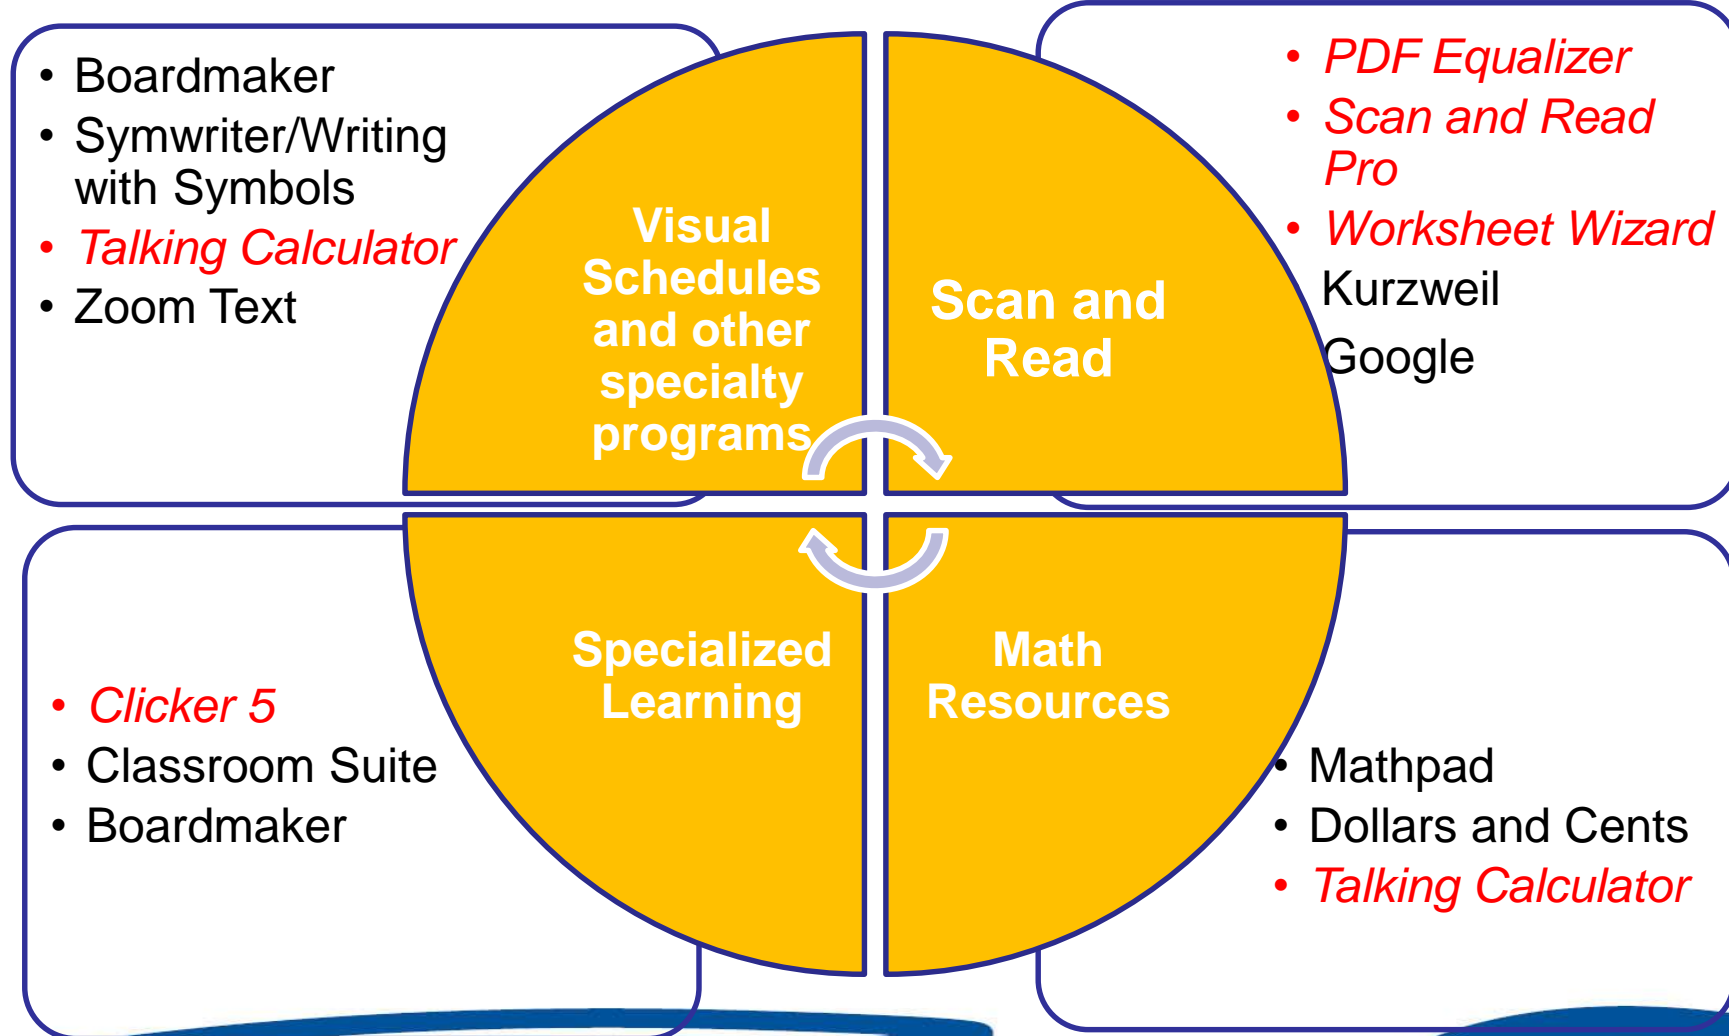 • Boardmaker
• Symwriter/Writing
with Symbols
• Talking Calculator
• Zoom Text
Visual
Schedules
and other
specialty
programs
Scan and
Read
• PDF Equalizer
• Scan and Read
Pro
• Worksheet Wizard
Kurzweil
Google
• Clicker 5
• Classroom Suite
• Boardmaker
Specialized
Learning
Math
Resources
• Mathpad
• Dollars and Cents
• Talking Calculator